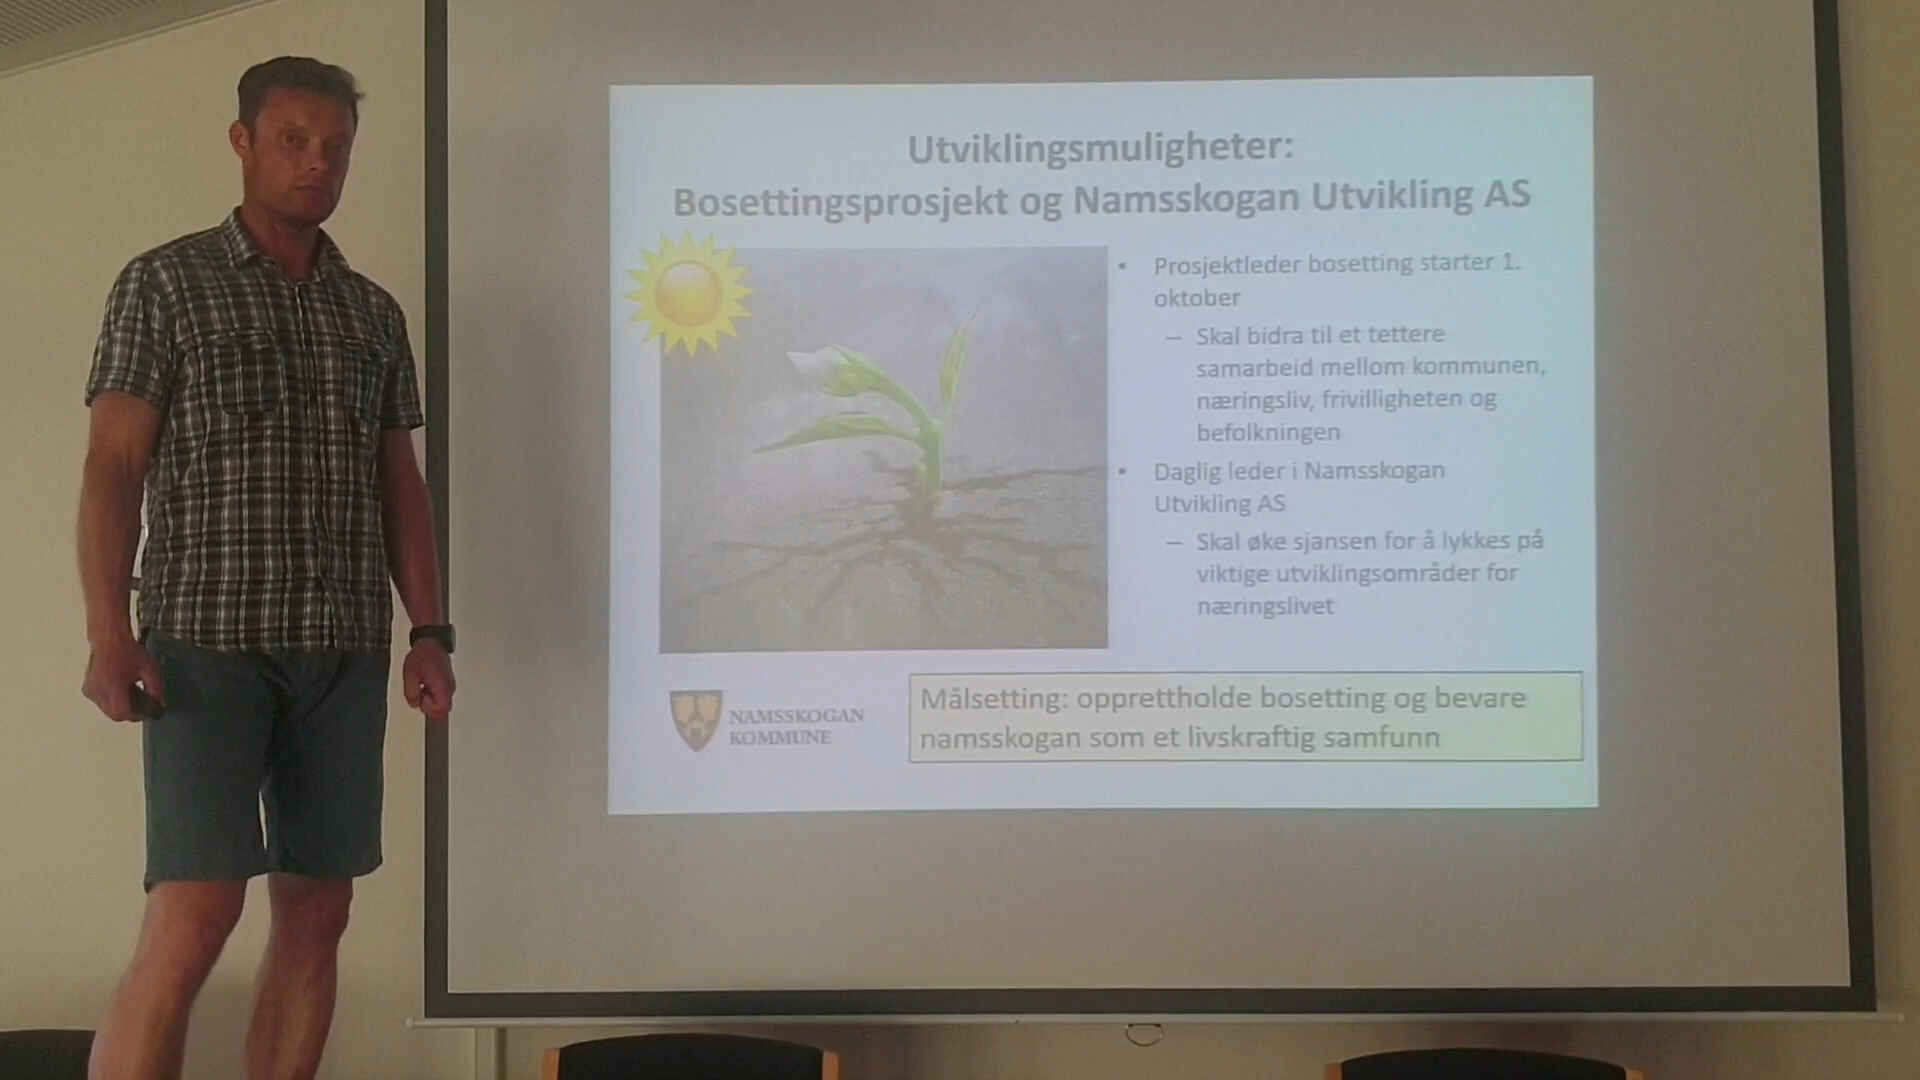 Utviklingsmuligheter:
Bosettingsprosjekt og Namsskogan Utvikling AS
• Prosjektleder bosetting starter 1.
oktober
– Skal bidra til et tettere
samarbeid mellom kommunen,
næringsliv, frivilligheten og
befolkningen
• Daglig leder i Namsskogan
Utvikling AS
– Skal øke sjansen for å lykkes på
viktige utviklingsområder for
næringslivet
NAMSSKOGAN
KOMMUNE
Målsetting: opprettholde bosetting og bevare
namsskogan som et livskraftig samfunn